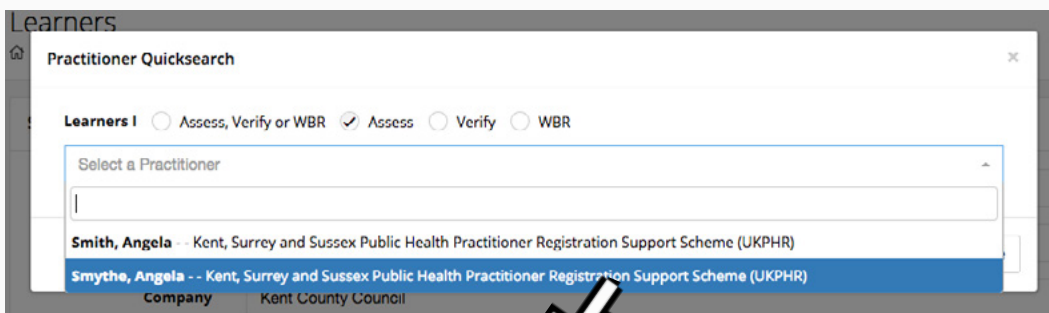 Learners
Practitioner Quicksearch
×
Learners I Assess, Verify or WBR Assess Verify WBR
Select a Practitioner
Smith, Angela - - Kent, Surrey and Sussex Public Health Practitioner Registration Support Scheme (UKPHR)
Smythe, Angela - - Kent, Surrey and Sussex Public Health Practitioner Registration Support Scheme (UKPHR)
Company Kent County Council